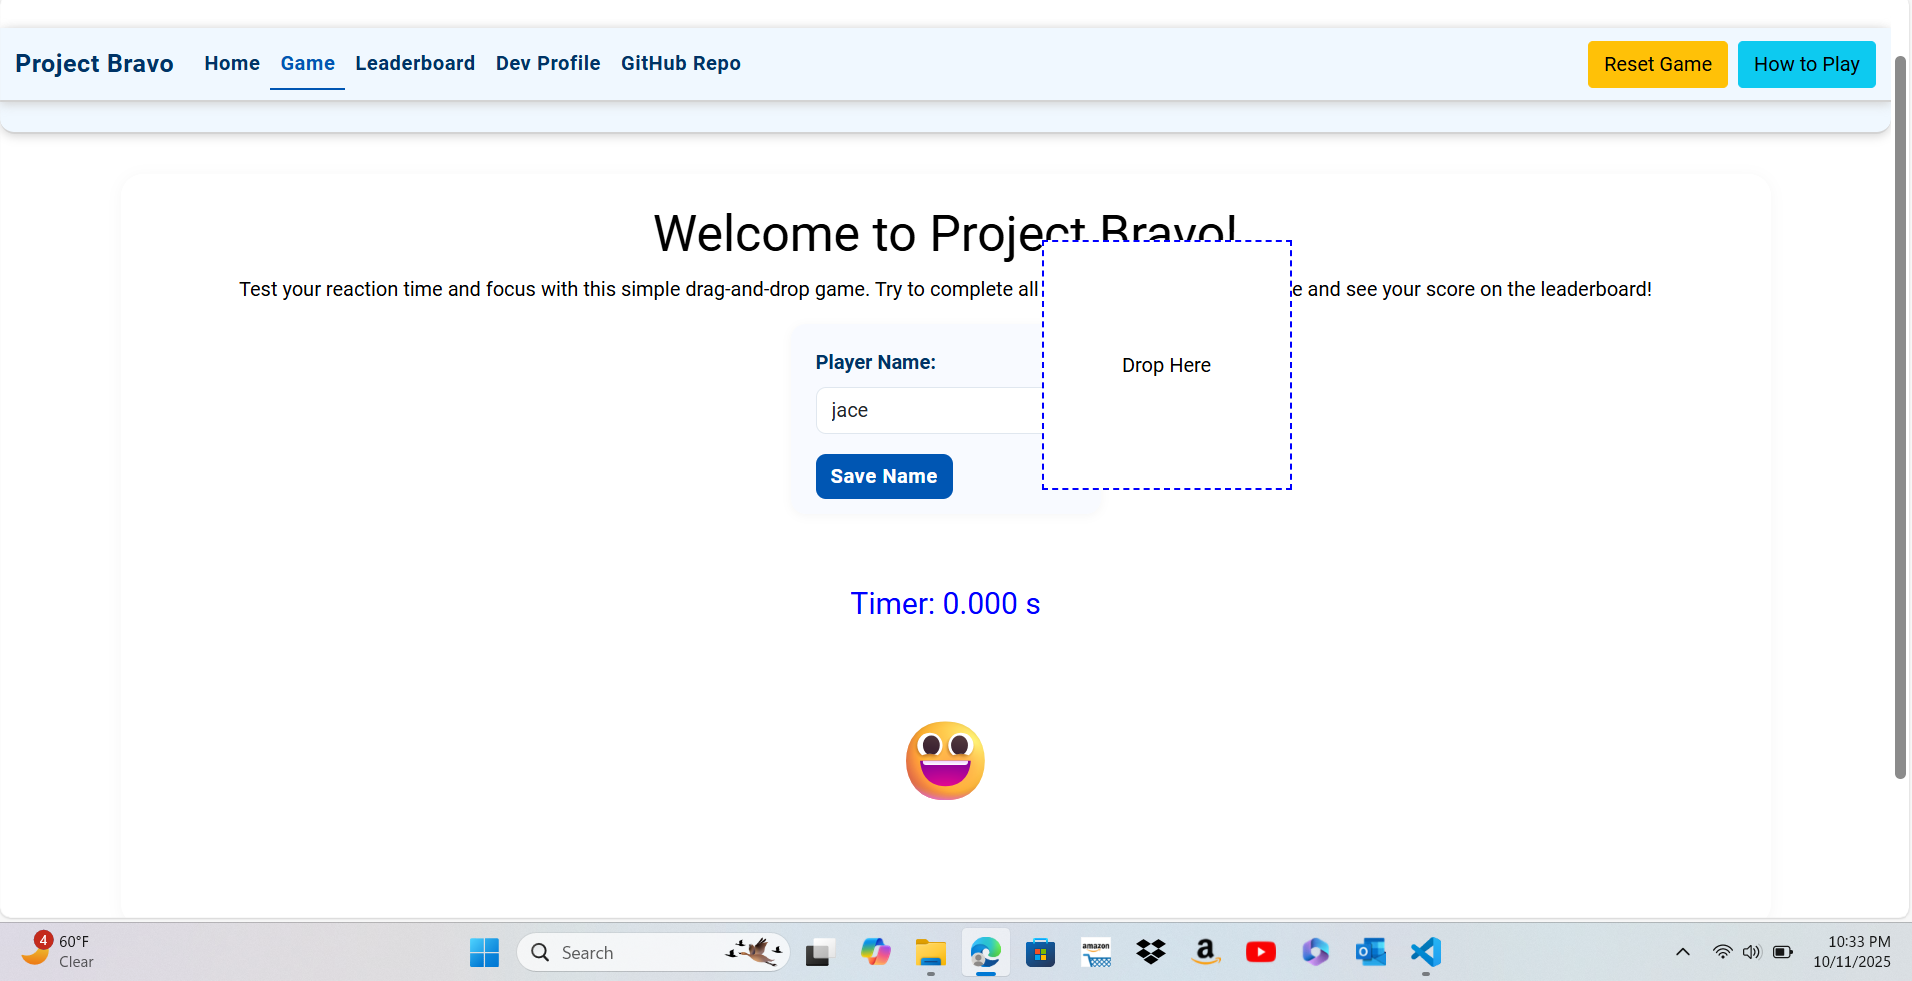 Project Bravo Home Game Leaderboard Dev Profile GitHub Repo Reset Game How to Play
Welcome to Project Bravo!
Test your reaction time and focus with this simple drag-and-drop game. Try to complete all e and see your score on the leaderboard!
Player Name:
Drop Here
jace
Save Name
Timer: 0.000 s
4
60°F
Clear
Search
amazon
a
10:33 PM
10/11/2025